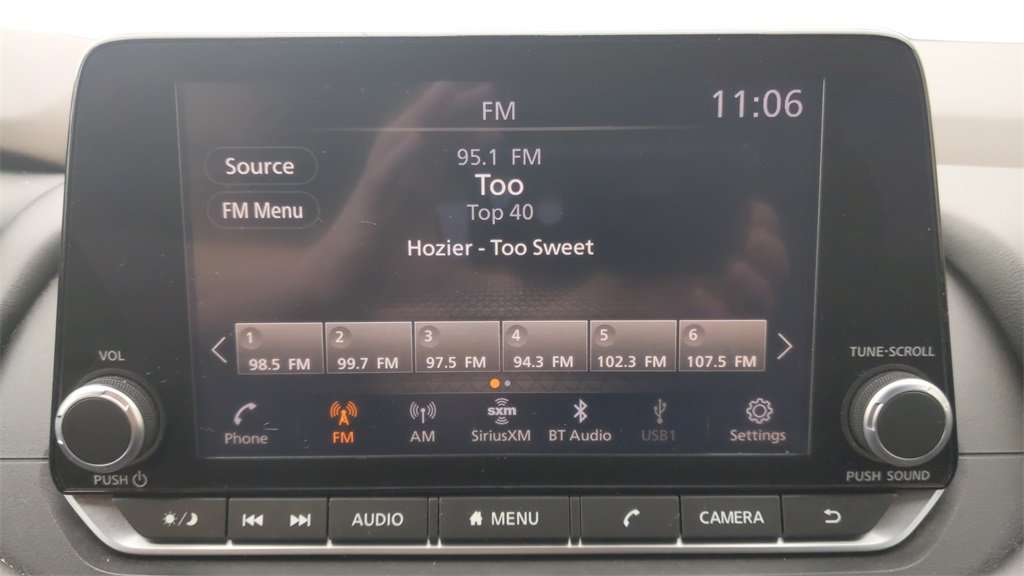 FM
11:06
Source
FM Menu
95.1 FM
Too
Top 40
Hozier - Too Sweet
1
98.5 FM
2
99.7 FM
3
97.5 FM
4
94.3 FM
5
102.3 FM
6
107.5 FM
Phone
FM
AM
sxm
SiriusXM
BT Audio
USB1
Settings
VOL
PUSH
TUNE·SCROLL
PUSH SOUND
AUDIO
MENU
CAMERA